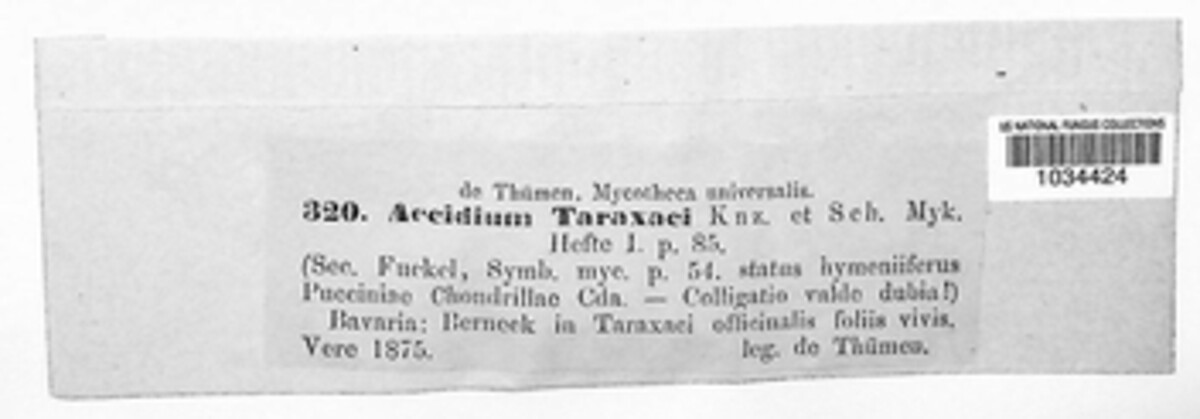 US NATIONAL FUNGUS COLLECTIONS
1034424
de Thümen. Mycotheca universalis.
320. Aecidium Taraxaci Knz. et Sch. Myk.
Hefte I. p. 85.
(Sec. Fuckel, Symb. myc. p. 54. status hymeniiferus
Pucciniae Chondrillae Cda. — Colligatio valde dubia!)
Bavaria: Berneck in Taraxaci officinalis foliis vivis.
Vere 1875. leg. de Thümen.